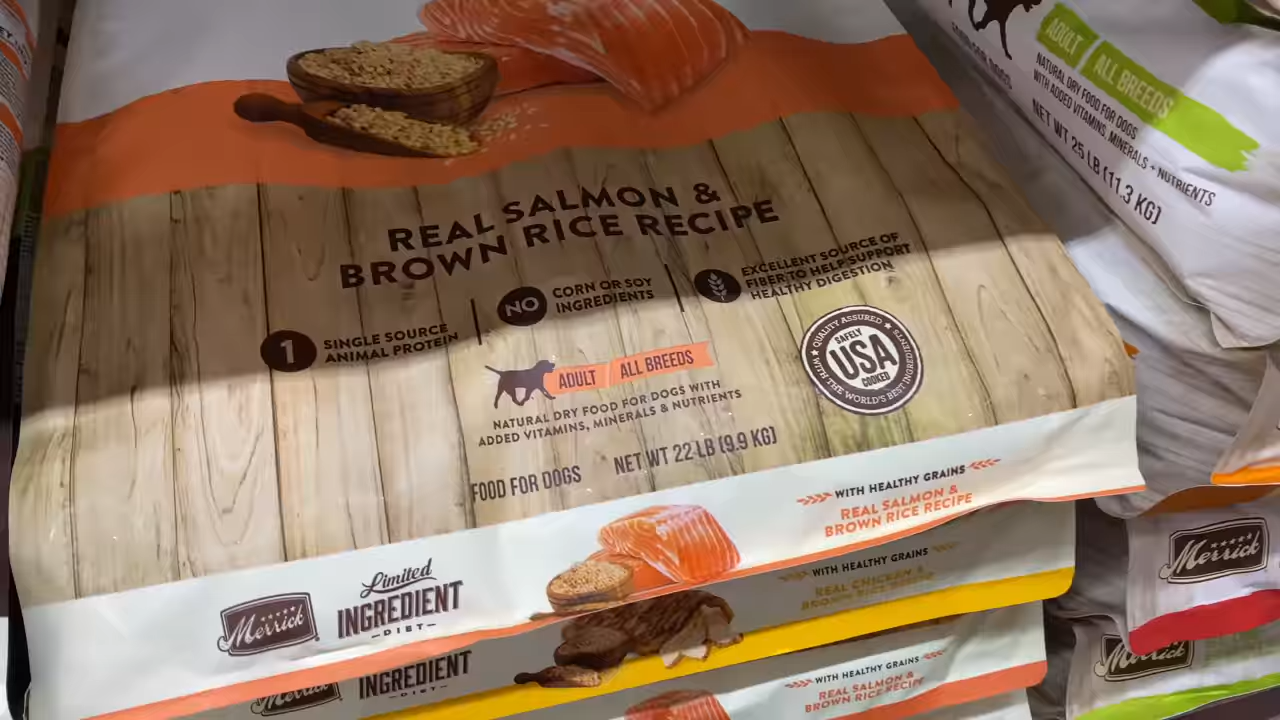 REAL SALMON &
BROWN RICE RECIPE
1
SINGLE SOURCE
ANIMAL PROTEIN
NO
CORN OR SOY
INGREDIENTS
EXCELLENT SOURCE OF
FIBER TO HELP SUPPORT
HEALTHY DIGESTION
ADULT
ALL BREEDS
NATURAL DRY FOOD FOR DOGS WITH
ADDED VITAMINS, MINERALS & NUTRIENTS
QUALITY ASSURED
SAFELY
USA
COOKED
WITH THE WORLD'S BEST INGREDIENTS
FOOD FOR DOGS
NET WT 22 LB (9.9 KG)
Merrick
Limited
INGREDIENT
DIET
WITH HEALTHY GRAINS
REAL SALMON &
BROWN RICE RECIPE
Merrick
INGREDIENT
DIET
WITH HEALTHY GRAINS
REAL CHICKEN &
BROWN RICE RECIPE
WITH HEALTHY GRAINS
REAL SALMON &
BROWN RICE RECIPE
FOOD FOR DOGS
ADULT
ALL BREEDS
NATURAL DRY FOOD FOR DOGS
WITH ADDED VITAMINS, MINERALS + NUTRIENTS
NET WT 25 LB (11.3 KG)
Merrick
Merrick